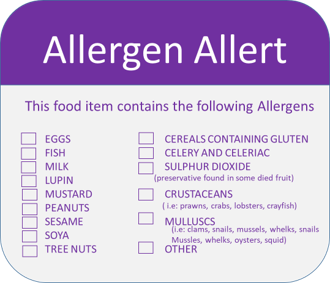 Allergen Allert
This food item contains the following Allergens
EGGS
FISH
MILK
LUPIN
MUSTARD
PEANUTS
SESAME
SOYA
TREE NUTS
CEREALS CONTAINING GLUTEN
CELERY AND CELERIAC
SULPHUR DIOXIDE
(preservative found in some died fruit)
CRUSTACEANS
( i.e: prawns, crabs, lobsters, crayfish)
MULLUSCS
(i.e: clams, snails, mussels, whelks, snails
Mussles, whelks, oysters, squid)
OTHER